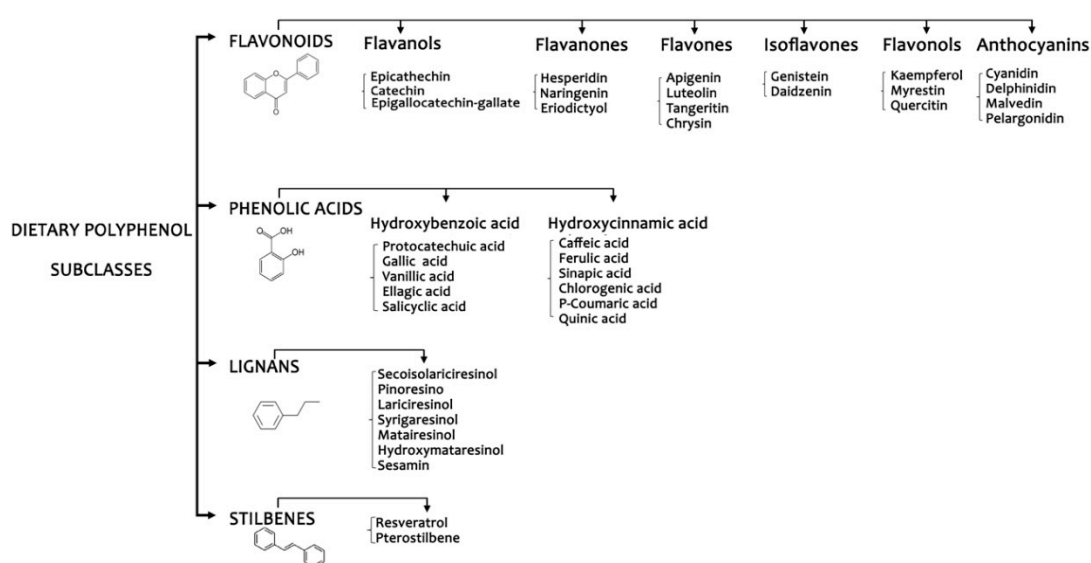 DIETARY POLYPHENOL
SUBCLASSES
FLAVONOIDS
O
O
Flavanols
Epicathechin
Catechin
Epigallocatechin-gallate
Flavanones
Hesperidin
Naringenin
Eriodictyol
Flavones
Apigenin
Luteolin
Tangeritin
Chrysin
Isoflavones
Genistein
Daidzenin
Flavonols
Kaempferol
Myrestin
Quercitin
Anthocyanins
Cyanidin
Delphinidin
Malvedin
Pelargonidin
PHENOLIC ACIDS
O
OH
OH
Hydroxybenzoic acid
Protocatechuic acid
Gallic acid
Vanillic acid
Ellagic acid
Salicyclic acid
Hydroxycinnamic acid
Caffeic acid
Ferulic acid
Sinapic acid
Chlorogenic acid
P-Coumaric acid
Quinic acid
LIGNANS
Secoisolariciresinol
Pinoresino
Lariciresinol
Syrigaresinol
Matairesinol
Hydroxymataresinol
Sesamin
STILBENES
Resveratrol
Pterostilbene